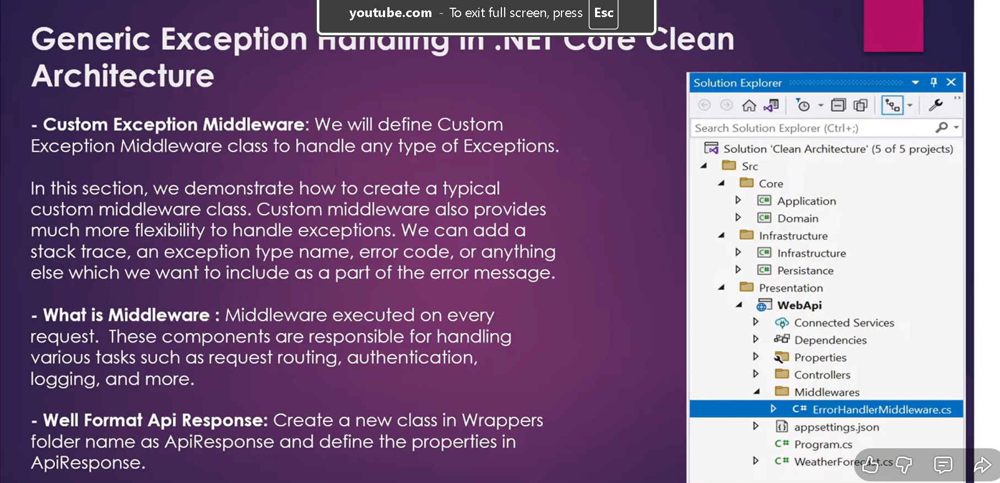 youtube.com - To exit full screen, press Esc
Generic Exception Handling in .NET Core Clean
Architecture
- Custom Exception Middleware: We will define Custom
Exception Middleware class to handle any type of Exceptions.
In this section, we demonstrate how to create a typical
custom middleware class. Custom middleware also provides
much more flexibility to handle exceptions. We can add a
stack trace, an exception type name, error code, or anything
else which we want to include as a part of the error message.
- What is Middleware : Middleware executed on every
request. These components are responsible for handling
various tasks such as request routing, authentication,
logging, and more.
- Well Format Api Response: Create a new class in Wrappers
folder name as ApiResponse and define the properties in
ApiResponse.
Solution Explorer
Search Solution Explorer (Ctrl+;)
Solution 'Clean Architecture' (5 of 5 projects)
Src
Core
C# Application
C# Domain
Infrastructure
C# Infrastructure
C# Persistance
Presentation
WebApi
Connected Services
Dependencies
Properties
Controllers
Middlewares
C# ErrorHandlerMiddleware.cs
appsettings.json
C# Program.cs
C# WeatherForecast.cs